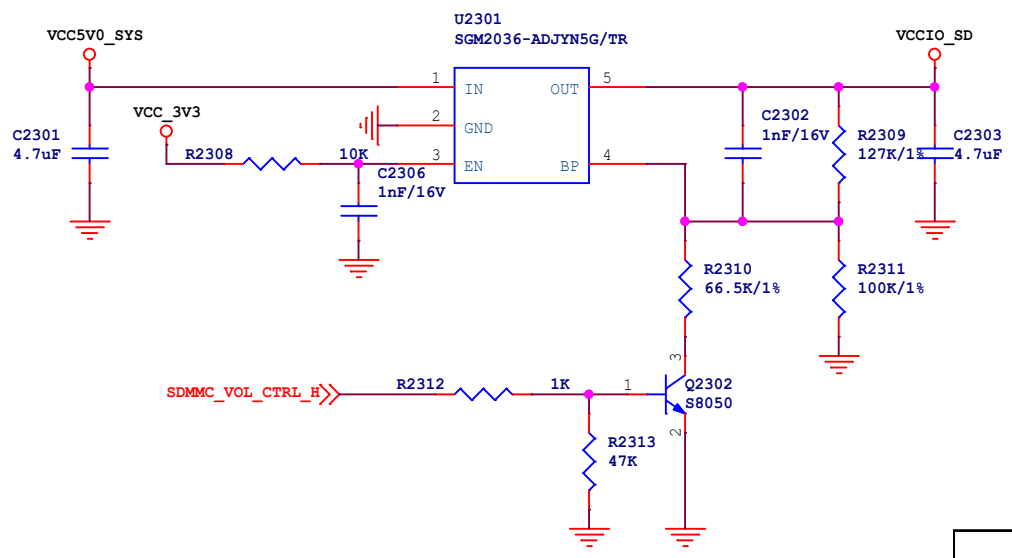 U2301
SGM2036-ADJYN5G/TR
VCC5V0_SYS
VCCIO_SD
1
IN
OUT
5
VCC_3V3
2
GND
C2301
4.7uF
C2302
1nF/16V
R2309
127K/1%
C2303
4.7uF
R2308
10K
3
EN
BP
4
C2306
1nF/16V
R2310
66.5K/1%
R2311
100K/1%
3
SDMMC_VOL_CTRL_H
R2312
1K
1
Q2302
S8050
2
R2313
47K